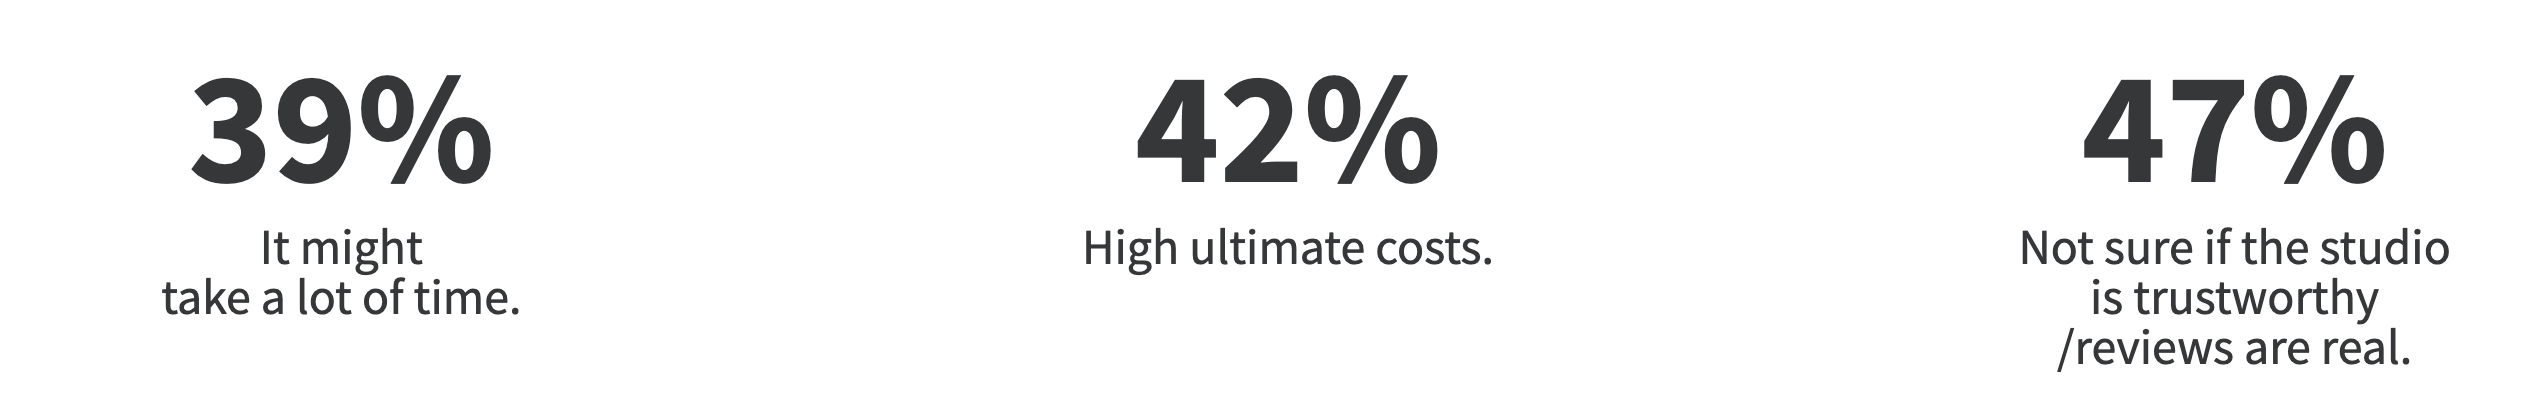 39%
It might
take a lot of time.
42%
High ultimate costs.
47%
Not sure if the studio
is trustworthy
/reviews are real.